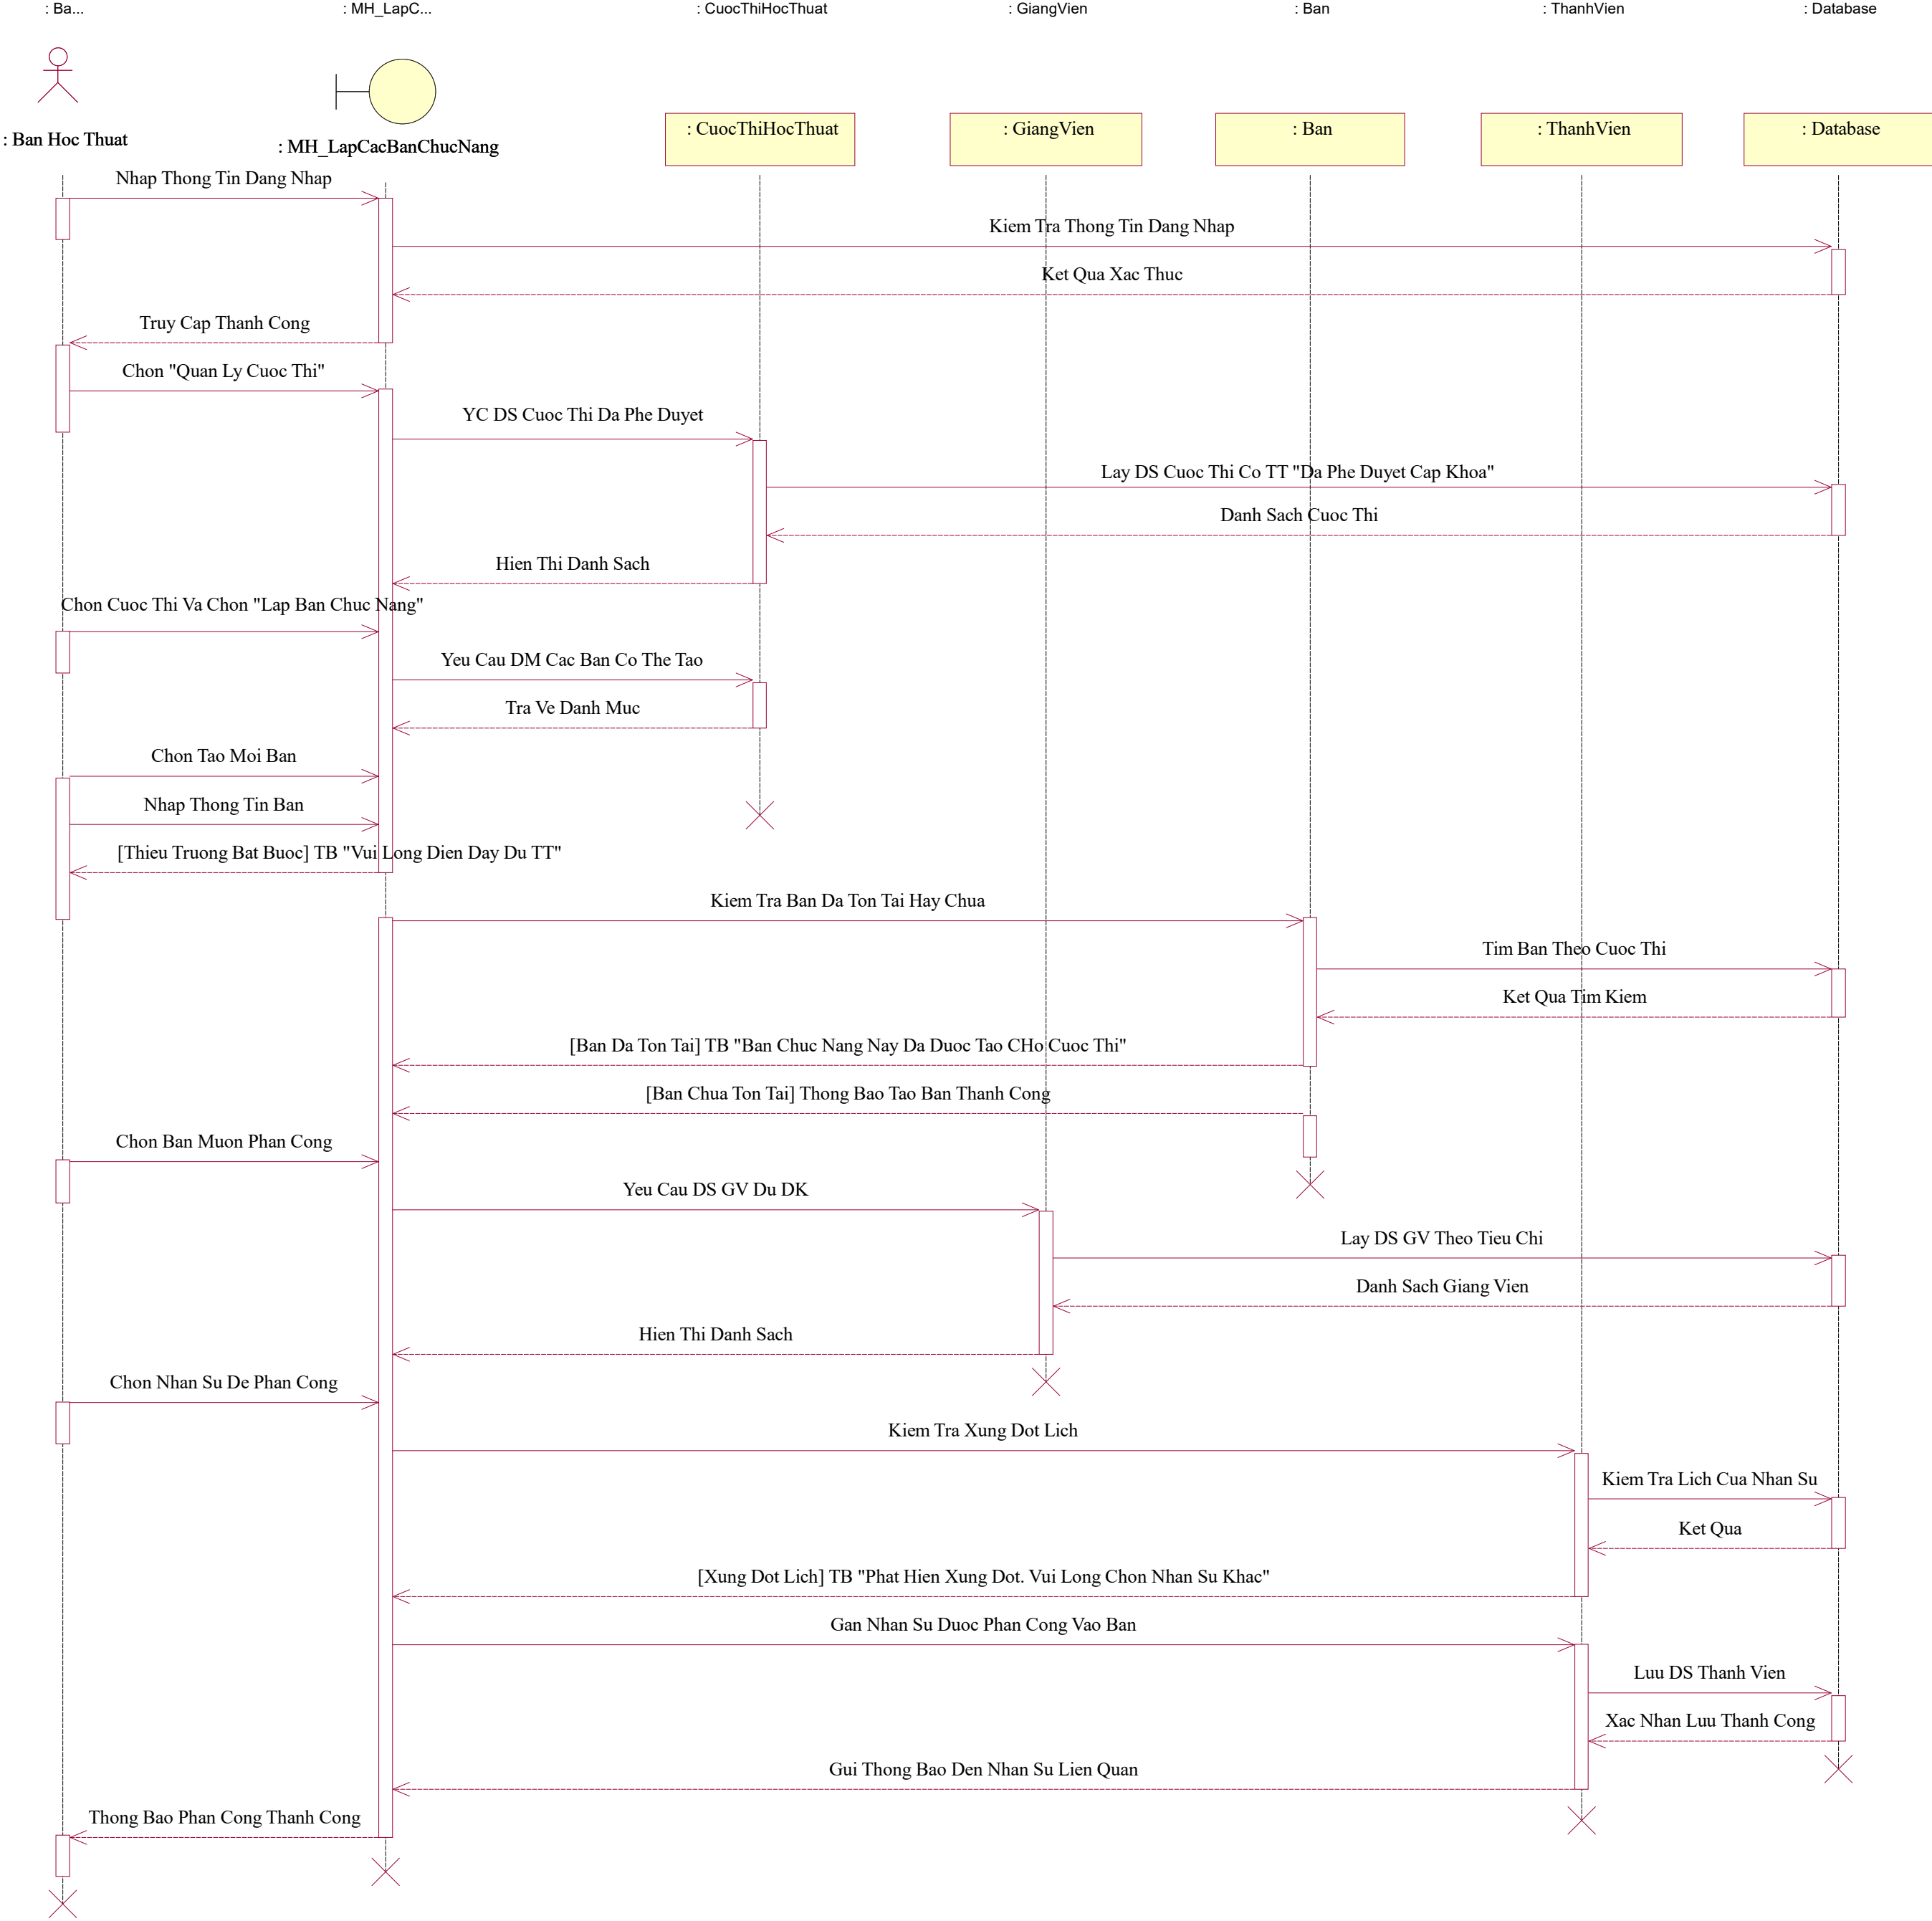 : Ba...
: MH_LapC...
: CuocThiHocThuat
: GiangVien
: Ban
: ThanhVien
: Database
: Ban Hoc Thuat
: MH_LapCacBanChucNang
: CuocThiHocThuat
: GiangVien
: Ban
: ThanhVien
: Database
Nhap Thong Tin Dang Nhap
Kiem Tra Thong Tin Dang Nhap
Ket Qua Xac Thuc
Truy Cap Thanh Cong
Chon "Quan Ly Cuoc Thi"
YC DS Cuoc Thi Da Phe Duyet
Lay DS Cuoc Thi Co TT "Da Phe Duyet Cap Khoa"
Danh Sach Cuoc Thi
Hien Thi Danh Sach
Chon Cuoc Thi Va Chon "Lap Ban Chuc Nang"
Yeu Cau DM Cac Ban Co The Tao
Tra Ve Danh Muc
Chon Tao Moi Ban
Nhap Thong Tin Ban
[Thieu Truong Bat Buoc] TB "Vui Long Dien Day Du TT"
Kiem Tra Ban Da Ton Tai Hay Chua
Tim Ban Theo Cuoc Thi
Ket Qua Tim Kiem
[Ban Da Ton Tai] TB "Ban Chuc Nang Nay Da Duoc Tao CHo Cuoc Thi"
[Ban Chua Ton Tai] Thong Bao Tao Ban Thanh Cong
Chon Ban Muon Phan Cong
Yeu Cau DS GV Du DK
Lay DS GV Theo Tieu Chi
Danh Sach Giang Vien
Hien Thi Danh Sach
Chon Nhan Su De Phan Cong
Kiem Tra Xung Dot Lich
Kiem Tra Lich Cua Nhan Su
Ket Qua
[Xung Dot Lich] TB "Phat Hien Xung Dot. Vui Long Chon Nhan Su Khac"
Gan Nhan Su Duoc Phan Cong Vao Ban
Luu DS Thanh Vien
Xac Nhan Luu Thanh Cong
Gui Thong Bao Den Nhan Su Lien Quan
Thong Bao Phan Cong Thanh Cong